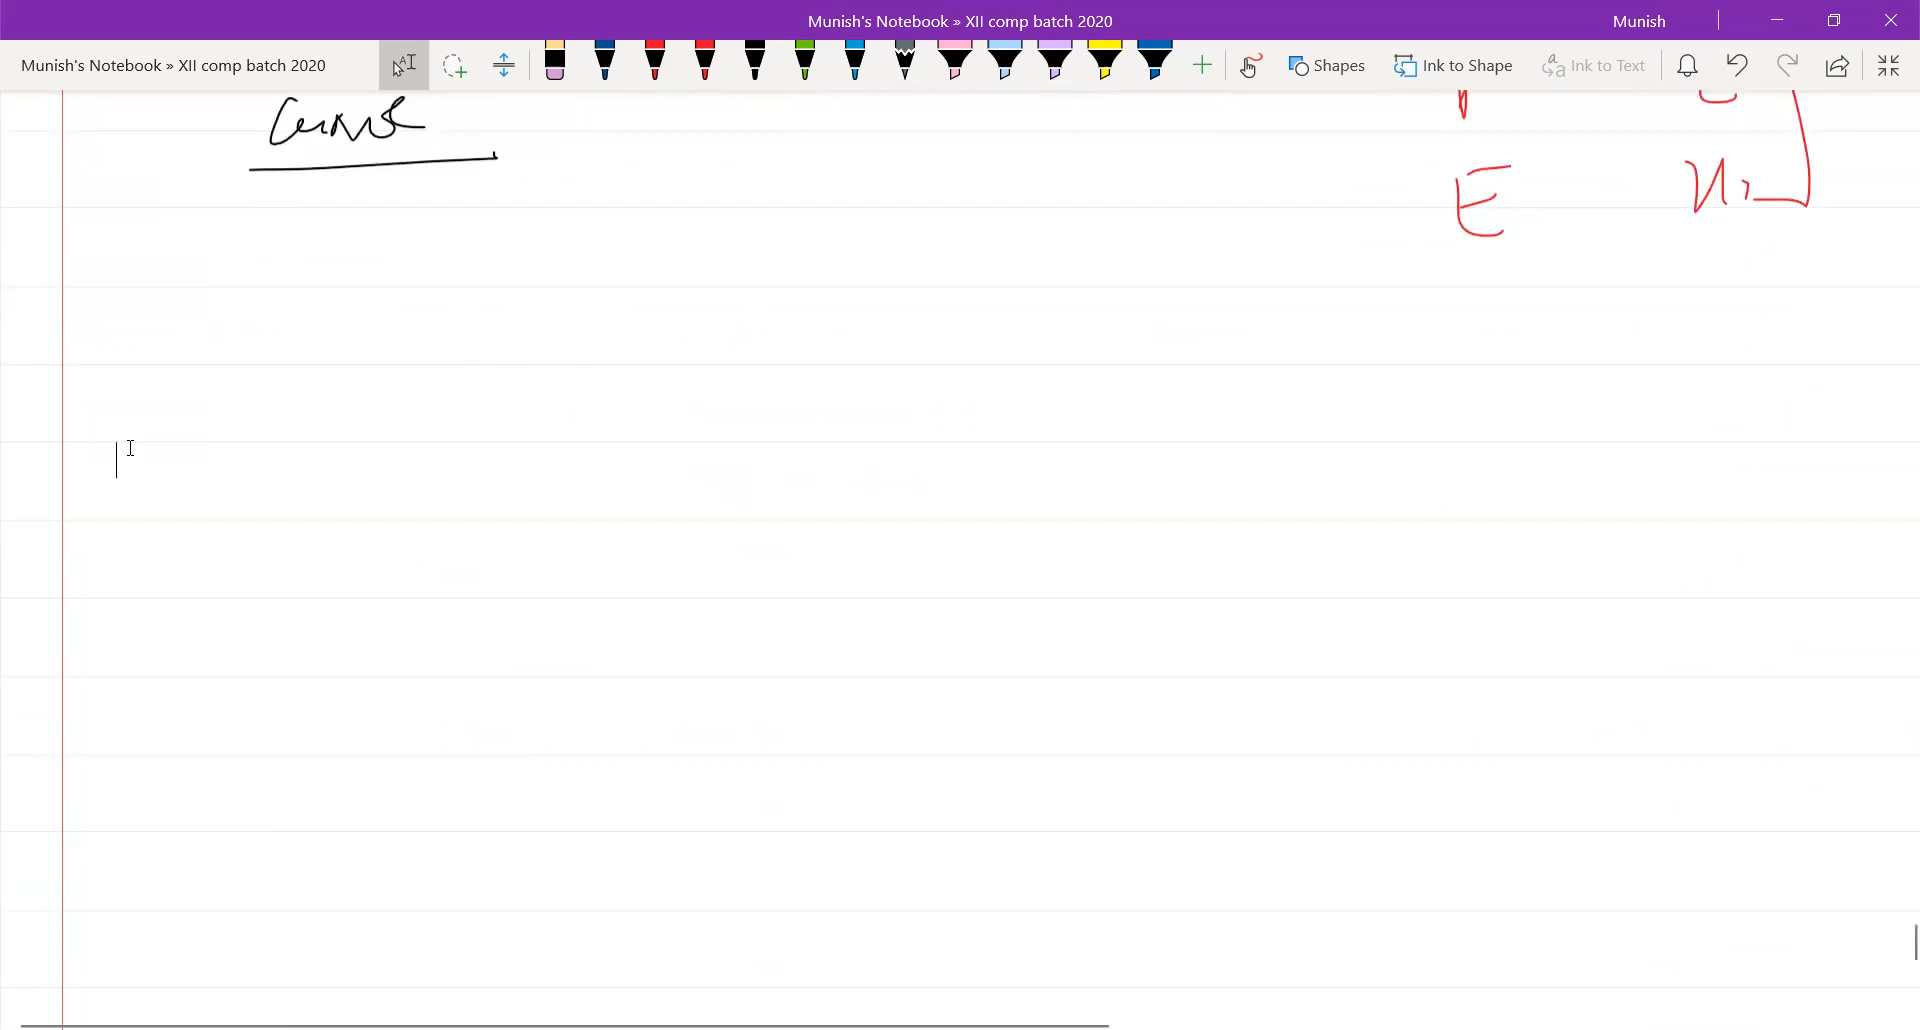 Munish's Notebook » XII comp batch 2020
Munish
Munish's Notebook » XII comp batch 2020
Shapes
Ink to Shape
Ink to Text
E